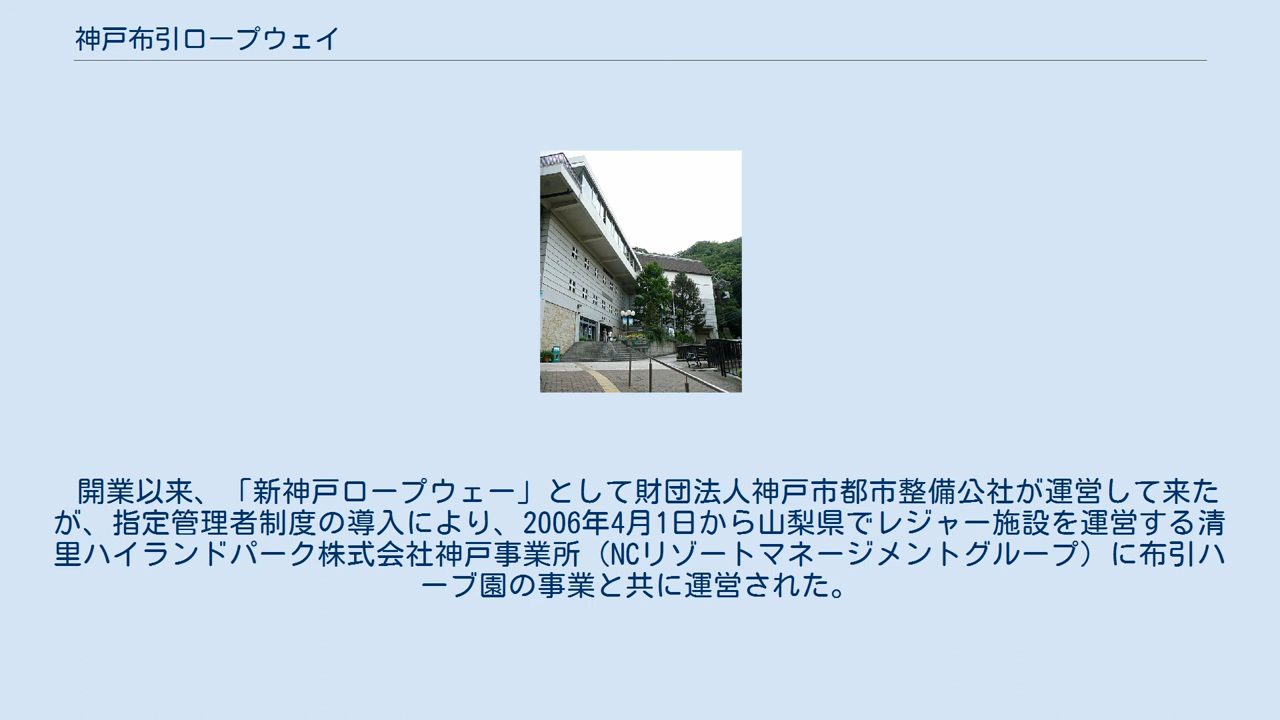 神戸布引ロープウェイ
開業以来、「新神戸ロープウェー」として財団法人神戸市都市整備公社が運営して来た
が、指定管理者制度の導入により、2006年4月1日から山梨県でレジャー施設を運営する清
里ハイランドパーク株式会社神戸事業所（NCリゾートマネージメントグループ）に布引ハ
ーブ園の事業と共に運営された。